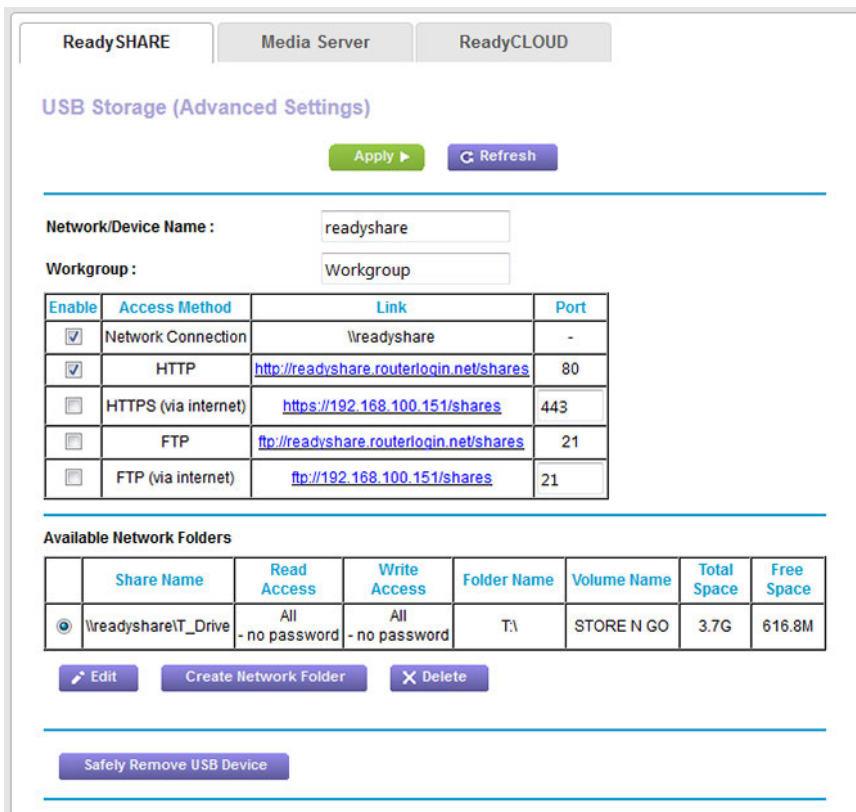 ReadySHARE Media Server ReadyCLOUD
USB Storage (Advanced Settings)
Apply Refresh
Network/Device Name : readyshare
Workgroup : Workgroup
Enable Access Method Link Port
Network Connection \\readyshare -
HTTP http://readyshare.routerlogin.net/shares 80
HTTPS (via internet) https://192.168.100.151/shares 443
FTP ftp://readyshare.routerlogin.net/shares 21
FTP (via internet) ftp://192.168.100.151/shares 21
Available Network Folders
Share Name Read Access Write Access Folder Name Volume Name Total Space Free Space
\\readyshare\T_Drive All - no password All - no password T:\ STORE N GO 3.7G 616.8M
Edit Create Network Folder Delete
Safely Remove USB Device